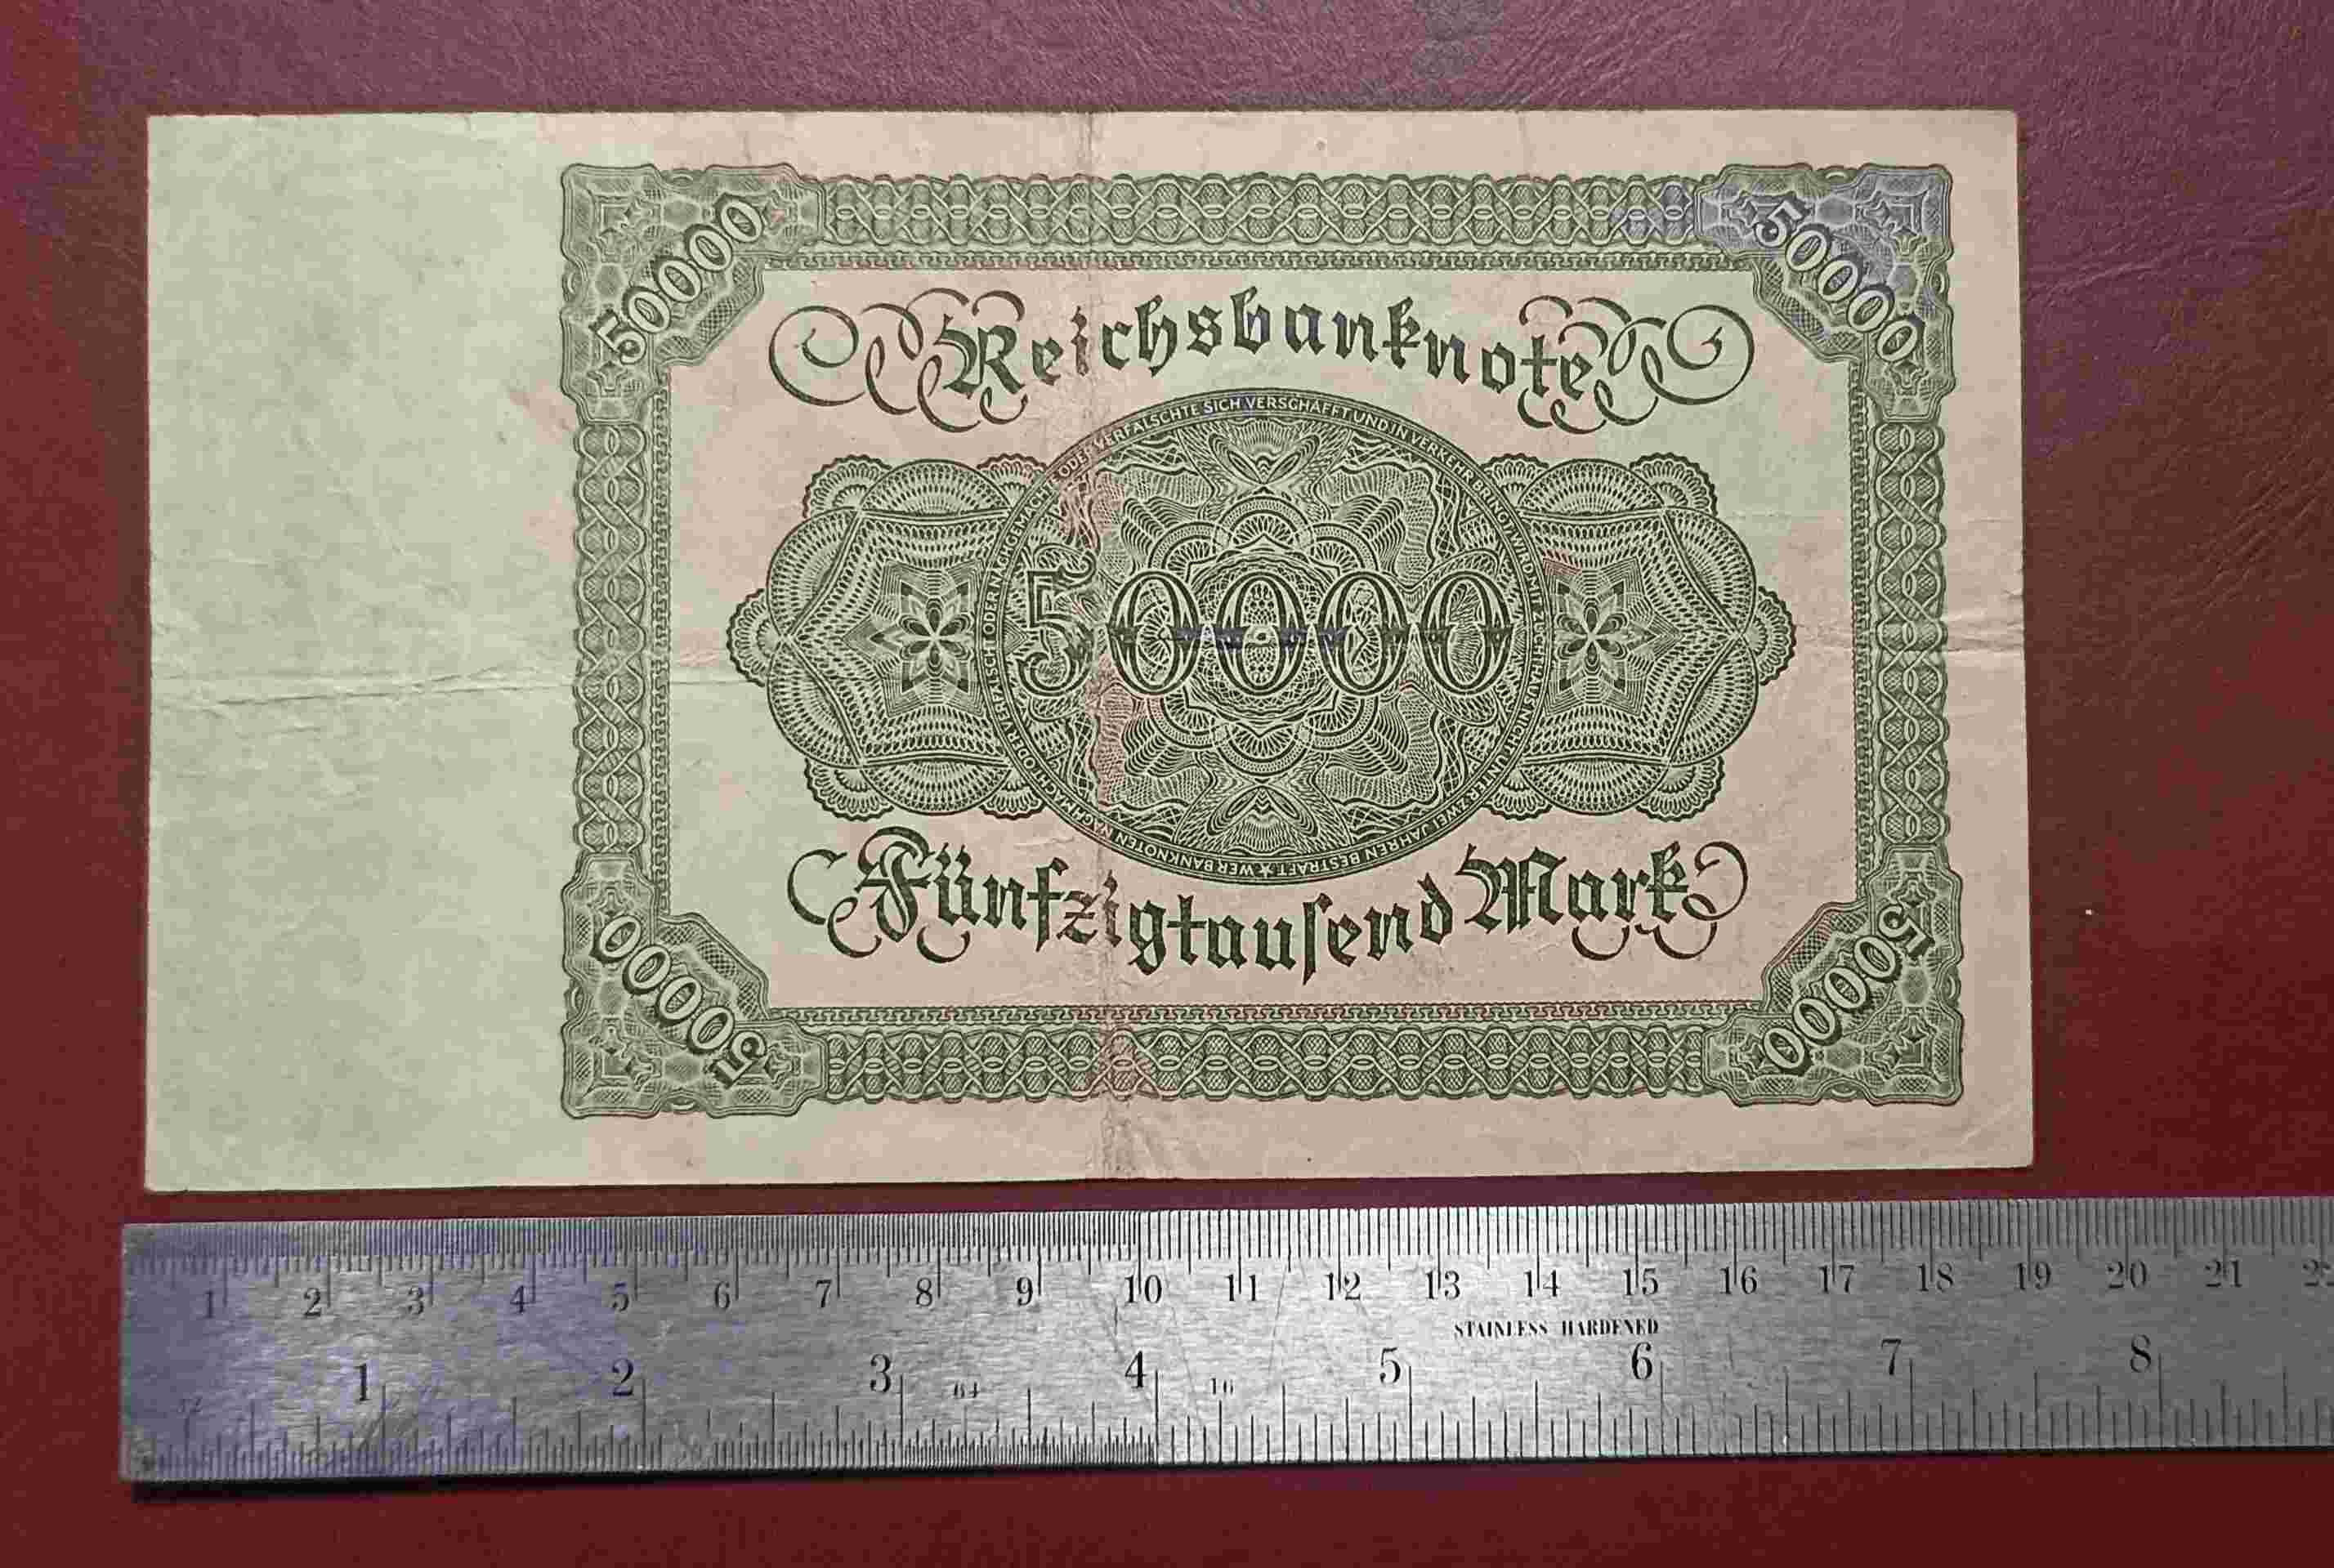 50000
50000
Reichsbanknote
WER BANKNOTEN NACHMACHT ODER VERFÄLSCHT ODER NACHGEMACHTE ODER VERFÄLSCHTE SICH VERSCHAFFT UND IN VERKEHR BRINGT WIRD MIT ZUCHTHAUS NICHT UNTER ZWEI JAHREN BESTRAFT
50000
Fünfzigtausend Mark
50000
50000
1 2 3 4 5 6 7 8 9 10 11 12 13 14 15 16 17 18 19 20 21
STAINLESS HARDENED
1 2 3 4 5 6 7 8
32 64 16